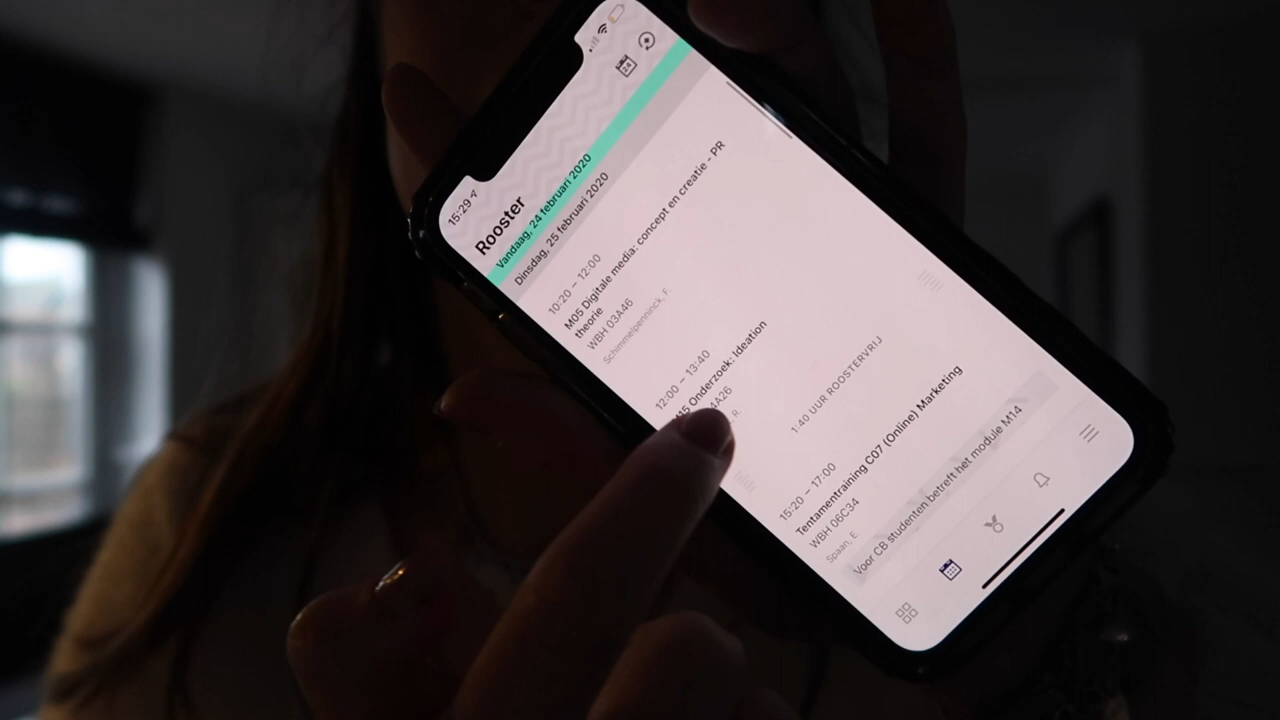 15:29
24
Rooster
Vandaag, 24 februari 2020
Dinsdag, 25 februari 2020
10:20 - 12:00
M05 Digitale media: concept en creatie - PR
theorie
WBH 03A46
Schimmelpenninck, F.
12:00 - 13:40
Onderzoek: Ideation
R.
1:40 UUR ROOSTERVRIJ
15:20 - 17:00
Tentamentraining C07 (Online) Marketing
WBH 06C34
Spaan, E
Voor CB studenten betreft het module M14